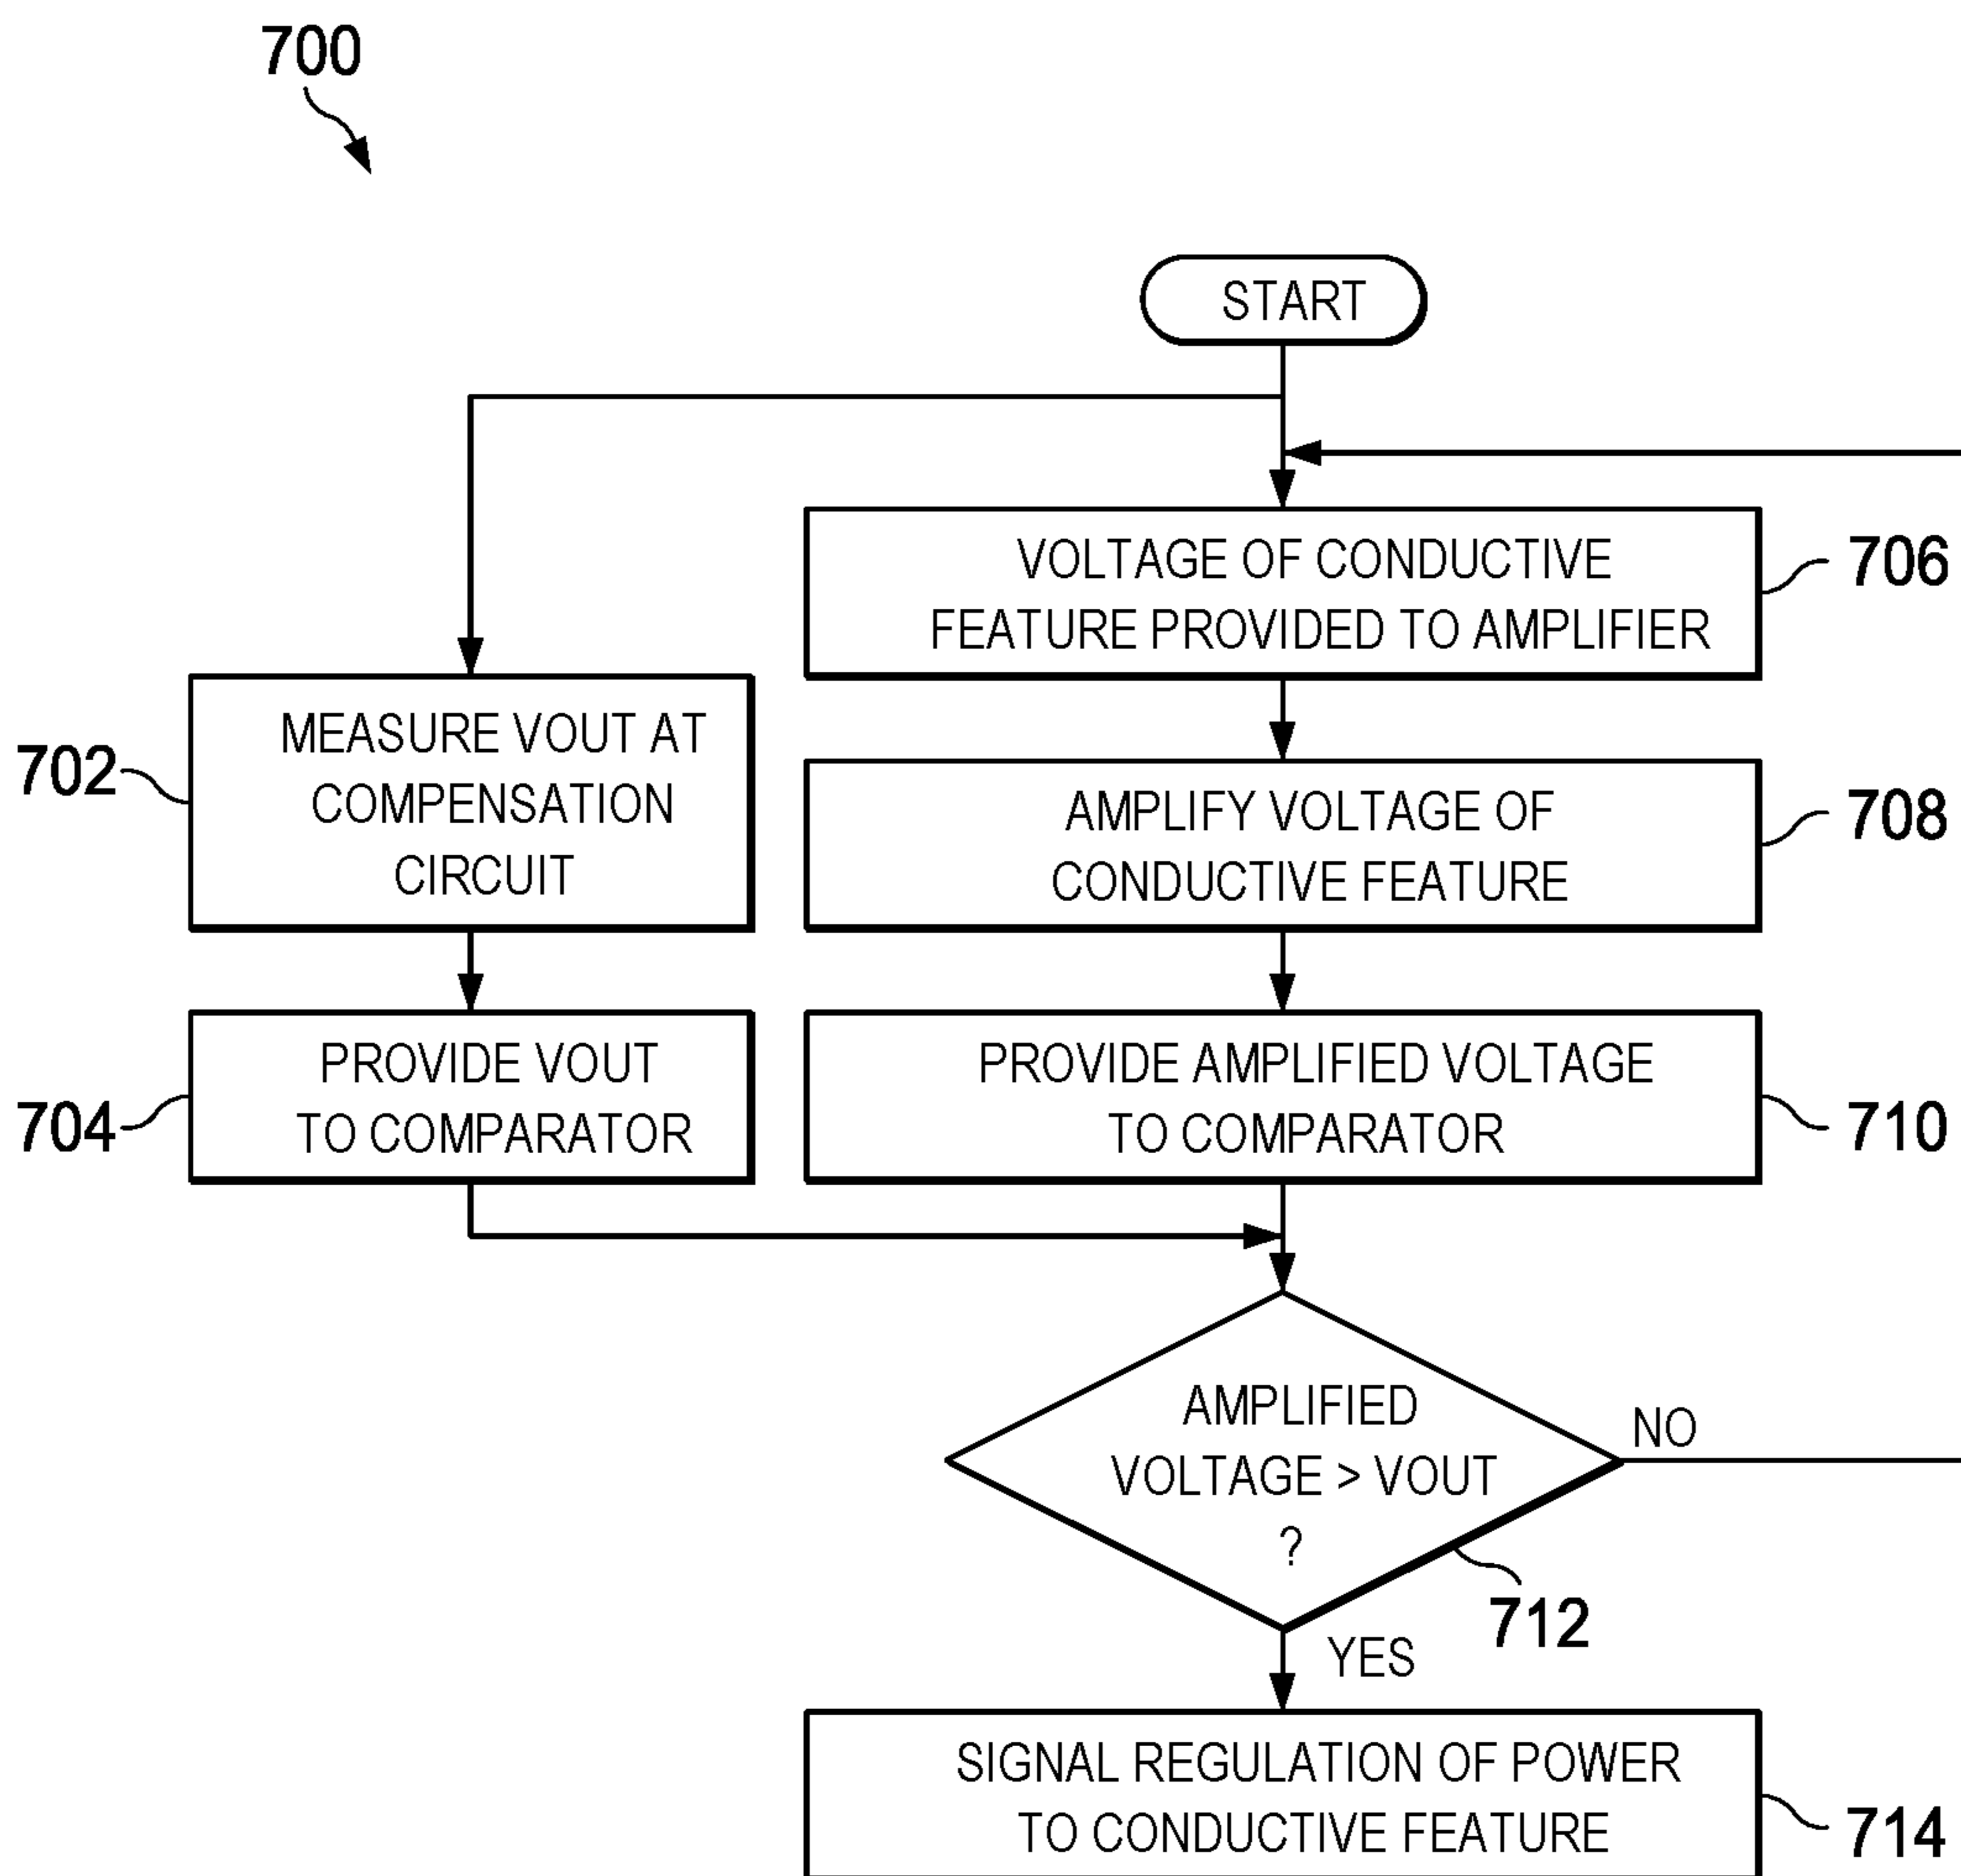 700
START
VOLTAGE OF CONDUCTIVE
FEATURE PROVIDED TO AMPLIFIER
706
MEASURE VOUT AT
COMPENSATION
CIRCUIT
702
AMPLIFY VOLTAGE OF
CONDUCTIVE FEATURE
708
PROVIDE VOUT
TO COMPARATOR
704
PROVIDE AMPLIFIED VOLTAGE
TO COMPARATOR
710
AMPLIFIED
VOLTAGE > VOUT
?
NO
712
YES
SIGNAL REGULATION OF POWER
TO CONDUCTIVE FEATURE
714